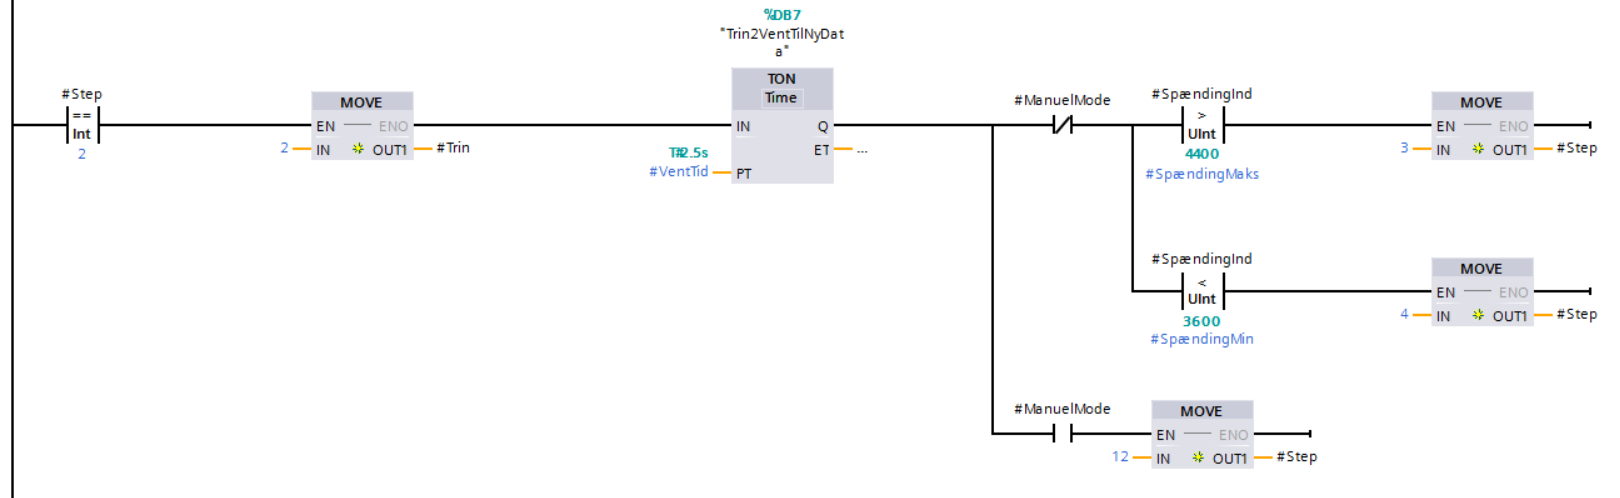 %DB7
"Trin2VentTilNyDat
a"
#Step
==
Int
2
MOVE
EN ENO
2 IN OUT1 #Trin
TON
Time
IN Q
ET ...
T#2.5s
#VentTid PT
#ManuelMode
#SpændingInd
>
UInt
4400
#SpændingMaks
MOVE
EN ENO
3 IN OUT1 #Step
#SpændingInd
<
UInt
3600
#SpændingMin
MOVE
EN ENO
4 IN OUT1 #Step
#ManuelMode
MOVE
EN ENO
12 IN OUT1 #Step